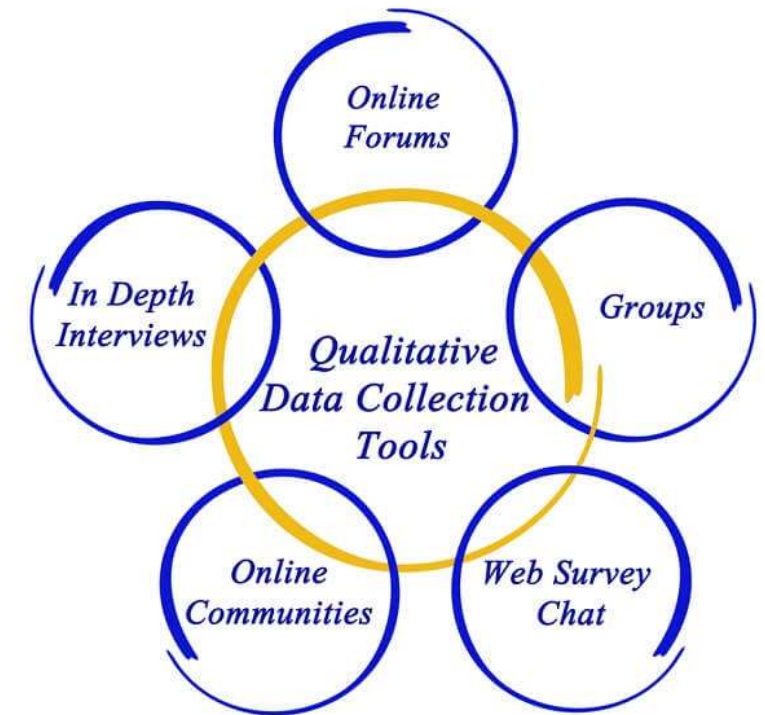 Online
Forums
In Depth
Interviews
Groups
Qualitative
Data Collection
Tools
Online
Communities
Web Survey
Chat